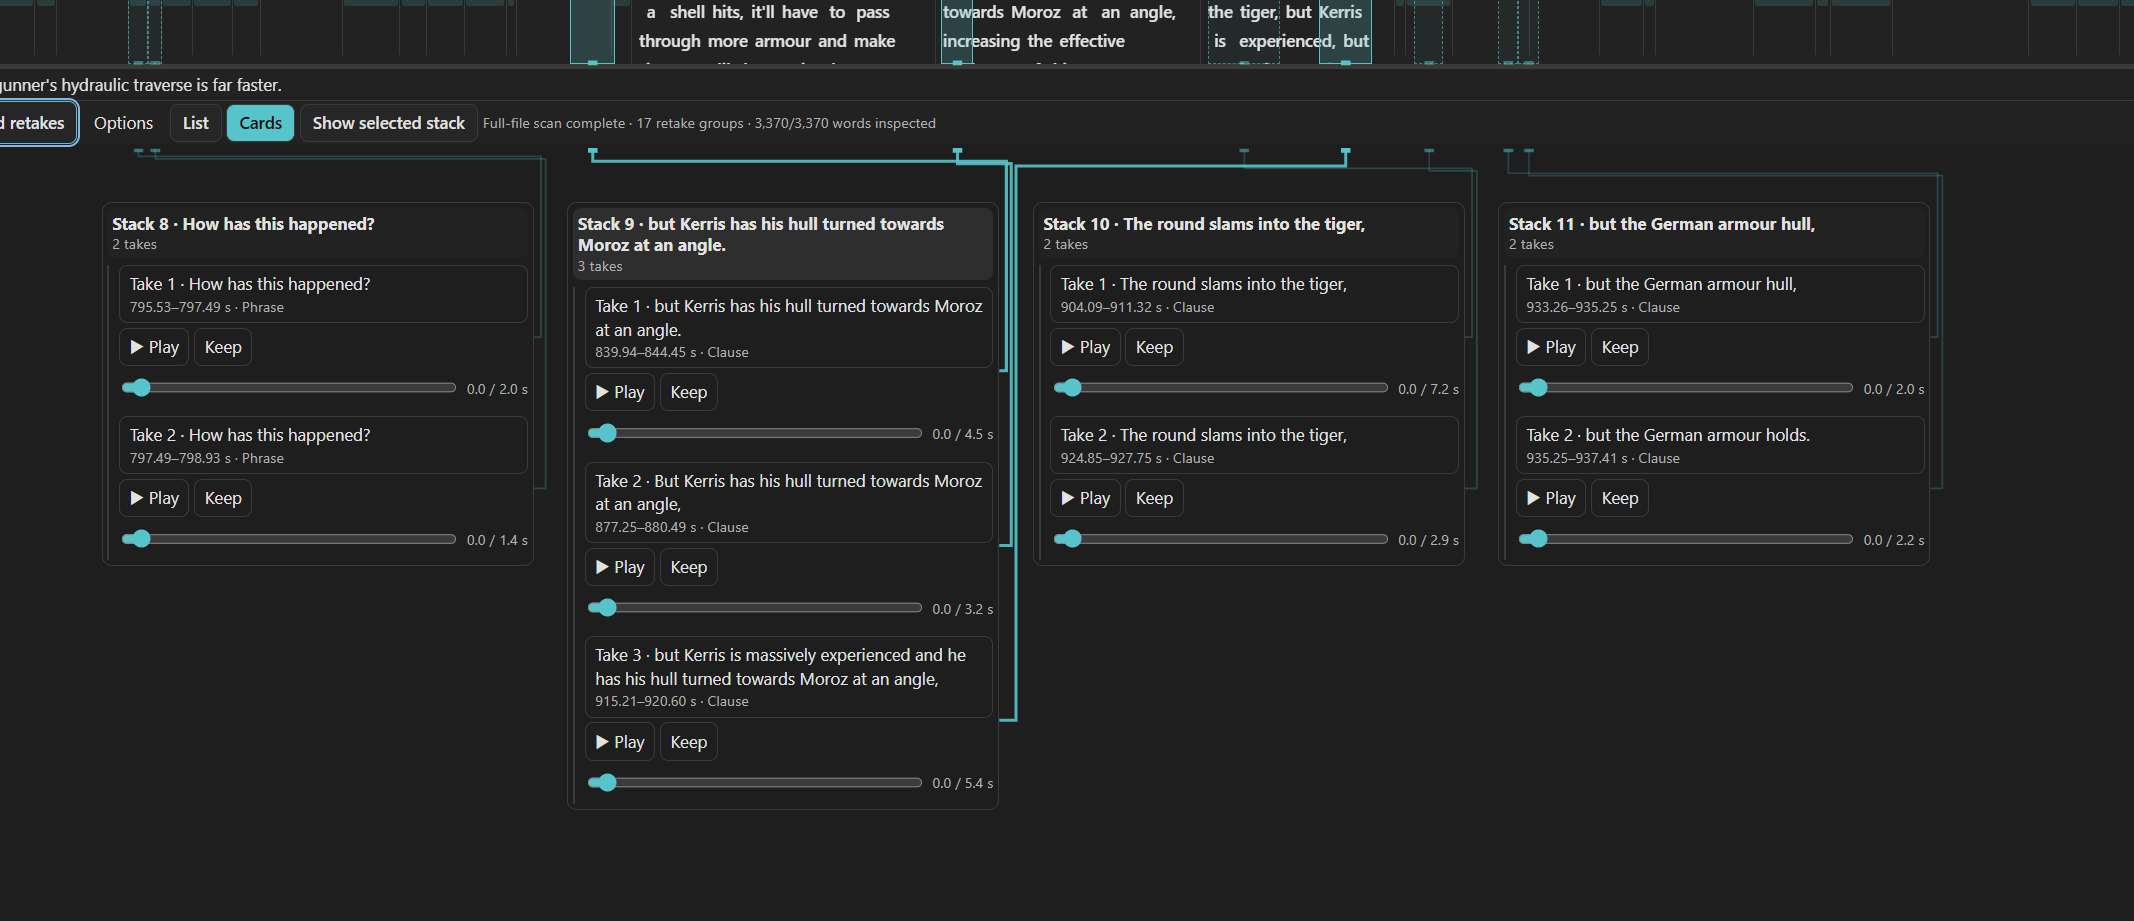 a shell hits, it'll have to pass
through more armour and make
towards Moroz at an angle,
increasing the effective
the tiger, but Kerris
is experienced, but
gunner's hydraulic traverse is far faster.
retakes
Options
List
Cards
Show selected stack
Full-file scan complete · 17 retake groups · 3,370/3,370 words inspected
Stack 8 · How has this happened?
2 takes
Take 1 · How has this happened?
795.53–797.49 s · Phrase
▶ Play
Keep
0.0 / 2.0 s
Take 2 · How has this happened?
797.49–798.93 s · Phrase
▶ Play
Keep
0.0 / 1.4 s
Stack 9 · but Kerris has his hull turned towards
Moroz at an angle.
3 takes
Take 1 · but Kerris has his hull turned towards Moroz
at an angle.
839.94–844.45 s · Clause
▶ Play
Keep
0.0 / 4.5 s
Take 2 · But Kerris has his hull turned towards Moroz
at an angle,
877.25–880.49 s · Clause
▶ Play
Keep
0.0 / 3.2 s
Take 3 · but Kerris is massively experienced and he
has his hull turned towards Moroz at an angle,
915.21–920.60 s · Clause
▶ Play
Keep
0.0 / 5.4 s
Stack 10 · The round slams into the tiger,
2 takes
Take 1 · The round slams into the tiger,
904.09–911.32 s · Clause
▶ Play
Keep
0.0 / 7.2 s
Take 2 · The round slams into the tiger,
924.85–927.75 s · Clause
▶ Play
Keep
0.0 / 2.9 s
Stack 11 · but the German armour hull,
2 takes
Take 1 · but the German armour hull,
933.26–935.25 s · Clause
▶ Play
Keep
0.0 / 2.0 s
Take 2 · but the German armour holds.
935.25–937.41 s · Clause
▶ Play
Keep
0.0 / 2.2 s